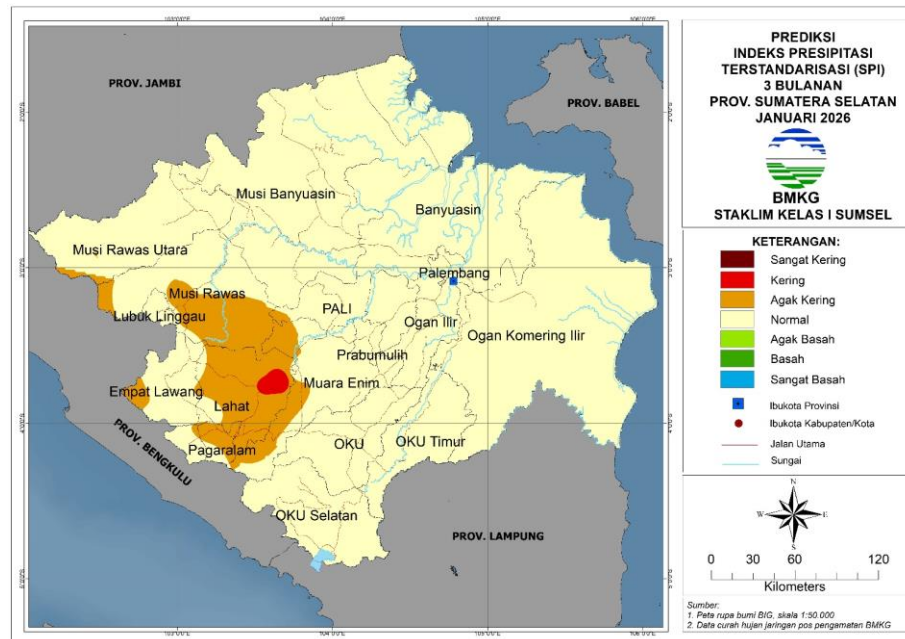 PREDIKSI
INDEKS PRESIPITASI
TERSTANDARISASI (SPI)
3 BULANAN
PROV. SUMATERA SELATAN
JANUARI 2026
BMKG
STAKLIM KELAS I SUMSEL
KETERANGAN:
Sangat Kering
Kering
Agak Kering
Normal
Agak Basah
Basah
Sangat Basah
Ibukota Provinsi
Ibukota Kabupaten/Kota
Jalan Utama
Sungai
N
W E
S
0 30 60 120
Kilometers
Sumber:
1. Peta rupa bumi BIG, skala 1:50.000
2. Data curah hujan jaringan pos pengamatan BMKG
PROV. JAMBI
PROV. BABEL
Musi Banyuasin
Banyuasin
Musi Rawas Utara
Palembang
Musi Rawas
PALI
Lubuk Linggau
Ogan Ilir
Ogan Komering Ilir
Prabumulih
Muara Enim
Empat Lawang
Lahat
OKU
OKU Timur
Pagaralam
PROV. BENGKULU
OKU Selatan
PROV. LAMPUNG